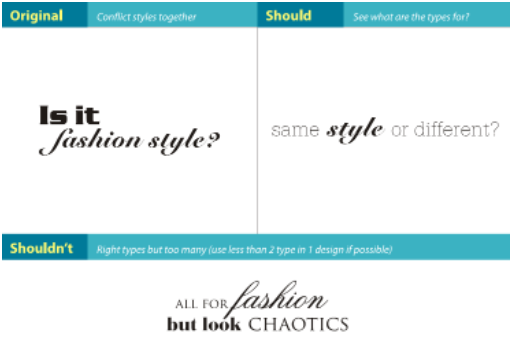 Original Conflict styles together
Should See what are the types for?
Is it
fashion style?
same style or different?
Shouldn't Right types but too many (use less than 2 type in 1 design if possible)
ALL FOR fashion
but look CHAOTICS